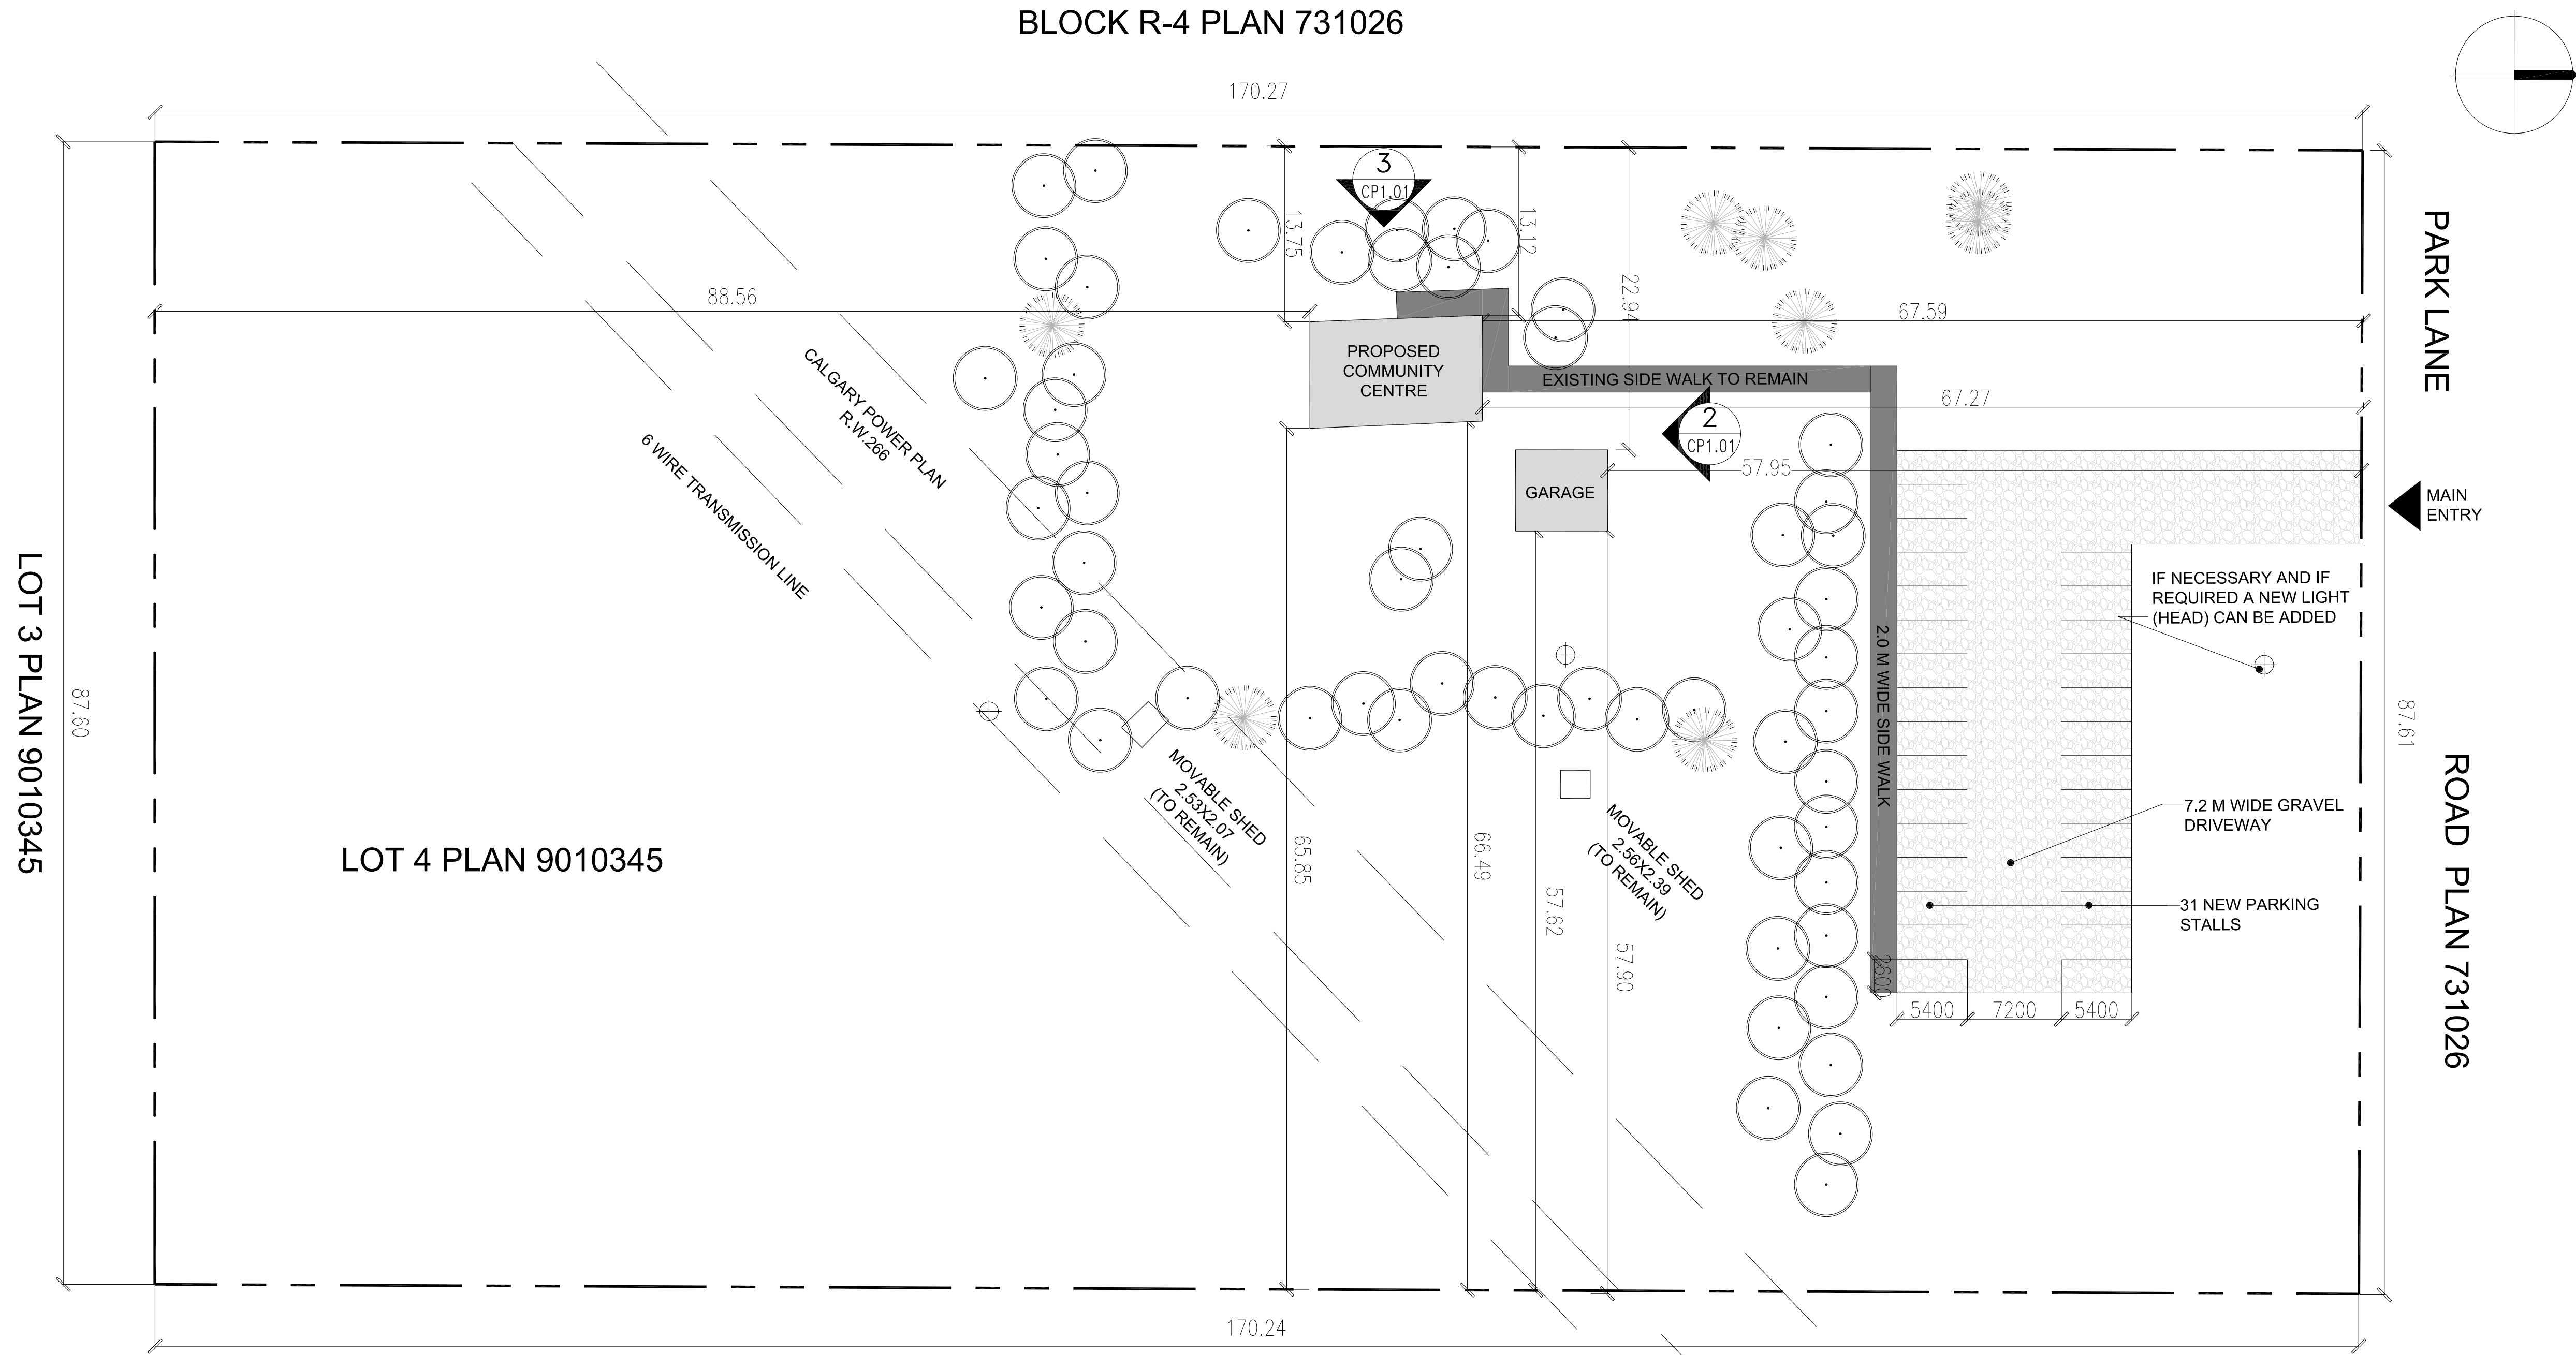 BLOCK R-4 PLAN 731026
170.27
3
CP1.01
13.75
13.12
22.94
88.56
67.59
PARK LANE
PROPOSED
COMMUNITY
CENTRE
EXISTING SIDE WALK TO REMAIN
67.27
2
CP1.01
CALGARY POWER PLAN
R.W.266
6 WIRE TRANSMISSION LINE
57.95
GARAGE
MAIN
ENTRY
IF NECESSARY AND IF
REQUIRED A NEW LIGHT
(HEAD) CAN BE ADDED
LOT 3 PLAN 9010345
87.60
2.0 M WIDE SIDE WALK
87.61
ROAD PLAN 731026
MOVABLE SHED
2.53X2.07
(TO REMAIN)
MOVABLE SHED
2.56X2.39
(TO REMAIN)
7.2 M WIDE GRAVEL
DRIVEWAY
LOT 4 PLAN 9010345
65.85
66.49
57.62
57.90
31 NEW PARKING
STALLS
2600
5400
7200
5400
170.24